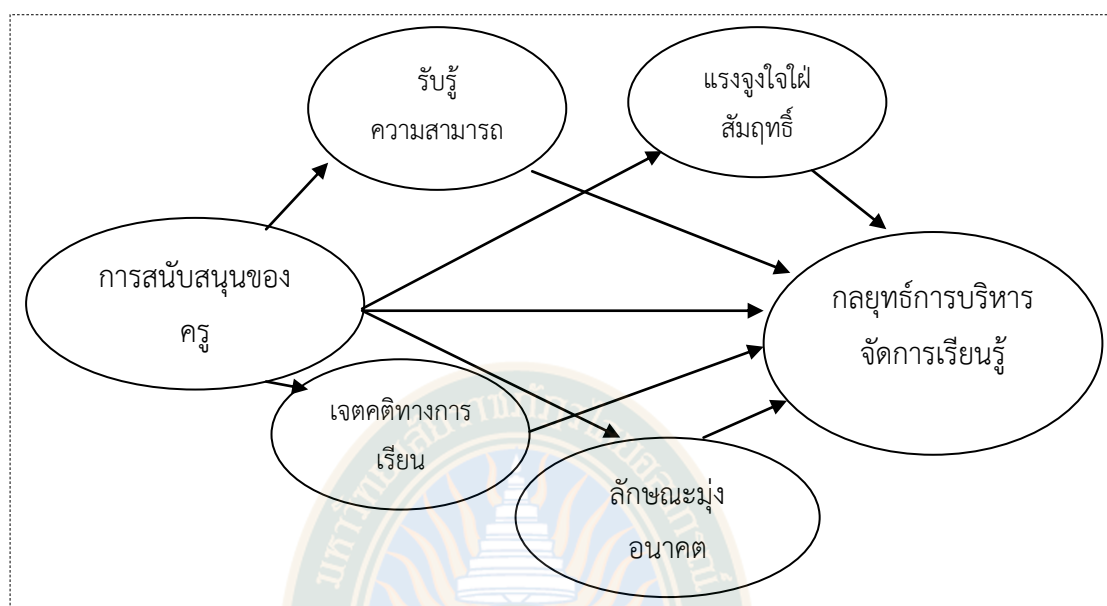 รับรู้
ความสามารถ
แรงจูงใจใฝ่
สัมฤทธิ์
การสนับสนุนของ
ครู
กลยุทธ์การบริหาร
จัดการเรียนรู้
เจตคติทางการ
เรียน
ลักษณะมุ่ง
อนาคต